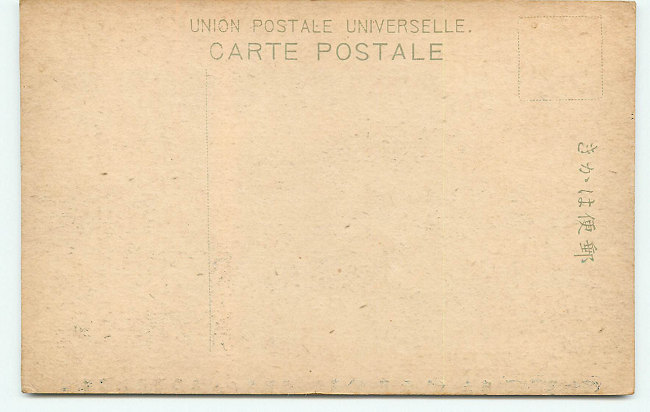 UNION POSTALE UNIVERSELLE.
CARTE POSTALE
きかは便郵